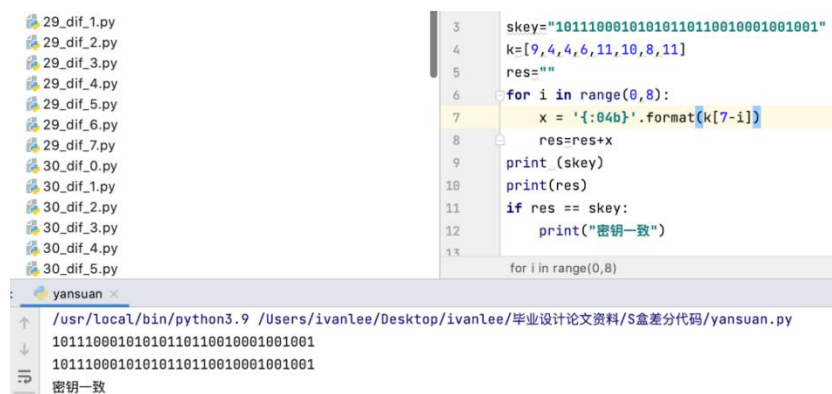 29_dif_1.py
29_dif_2.py
29_dif_3.py
29_dif_4.py
29_dif_5.py
29_dif_6.py
29_dif_7.py
30_dif_0.py
30_dif_1.py
30_dif_2.py
30_dif_3.py
30_dif_4.py
30_dif_5.py
3 skey="10111000101010110110010001001001"
4 k=[9,4,4,6,11,10,8,11]
5 res=""
6 for i in range(0,8):
7 x = '{:04b}'.format(k[7-i])
8 res=res+x
9 print (skey)
10 print(res)
11 if res == skey:
12 print("密钥一致")
13
for i in range(0,8)
yansuan
/usr/local/bin/python3.9 /Users/ivanlee/Desktop/ivanlee/毕业设计论文资料/S盒差分代码/yansuan.py
10111000101010110110010001001001
10111000101010110110010001001001
密钥一致